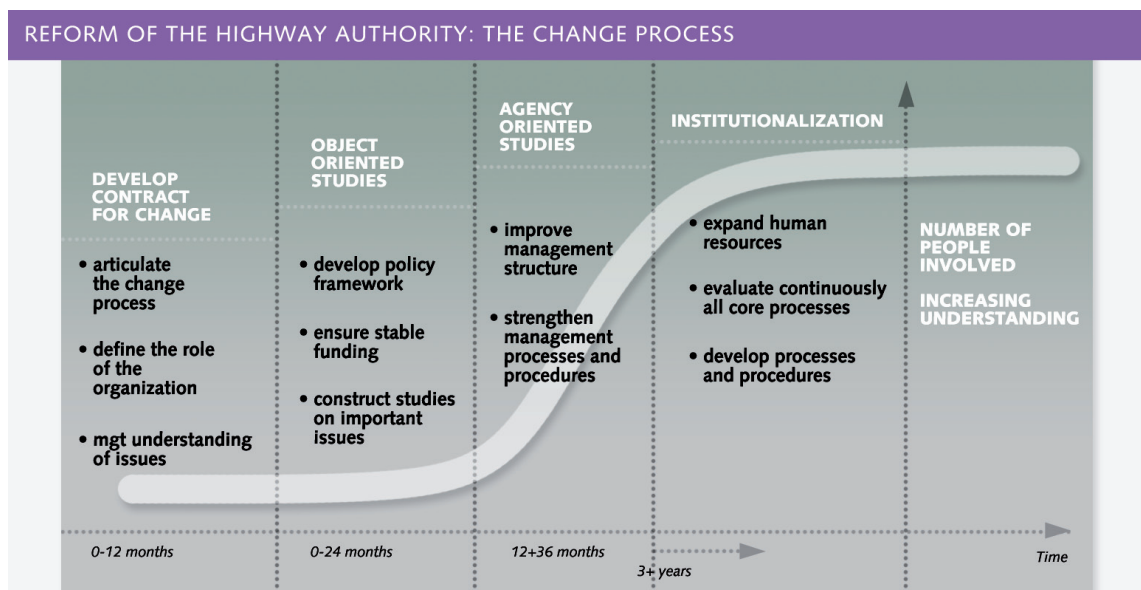 REFORM OF THE HIGHWAY AUTHORITY: THE CHANGE PROCESS
DEVELOP
CONTRACT
FOR CHANGE
• articulate
the change
process
• define the role
of the
organization
• mgt understanding
of issues
OBJECT
ORIENTED
STUDIES
• develop policy
framework
• ensure stable
funding
• construct studies
on important
issues
AGENCY
ORIENTED
STUDIES
• improve
management
structure
• strengthen
management
processes and
procedures
INSTITUTIONALIZATION
• expand human
resources
• evaluate continuously
all core processes
• develop processes
and procedures
NUMBER OF
PEOPLE
INVOLVED
INCREASING
UNDERSTANDING
0-12 months
0-24 months
12+36 months
3+ years
Time